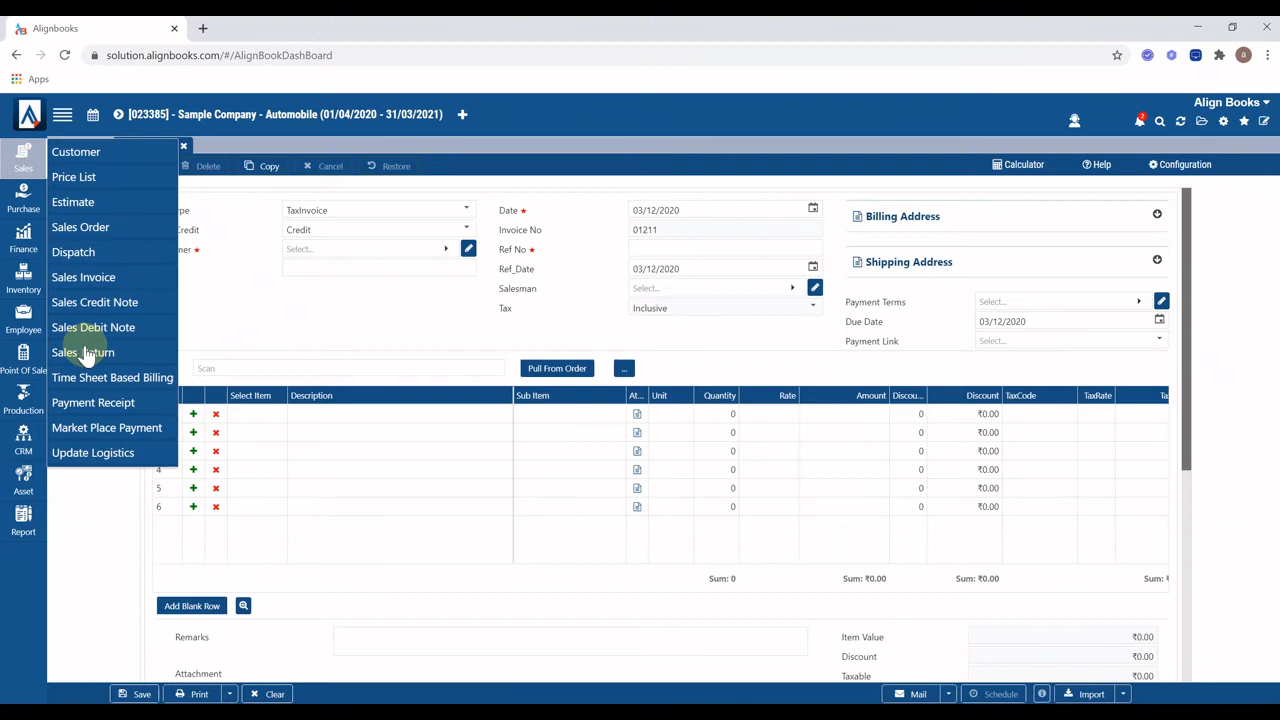 Alignbooks
solution.alignbooks.com/#/AlignBookDashBoard
a
Apps
[023385] - Sample Company - Automobile (01/04/2020 - 31/03/2021)
Align Books
2
Sales
Purchase
Finance
Inventory
Employee
Point Of Sale
Production
CRM
Asset
Report
Customer
Price List
Estimate
Sales Order
Dispatch
Sales Invoice
Sales Credit Note
Sales Debit Note
Time Sheet Based Billing
Payment Receipt
Market Place Payment
Update Logistics
Delete Copy Cancel Restore
Calculator Help Configuration
TaxInvoice
Credit
Select...
Date * 03/12/2020
Invoice No 01211
Ref No *
Ref_Date 03/12/2020
Salesman Select...
Tax Inclusive
Billing Address
Shipping Address
Payment Terms Select...
Due Date 03/12/2020
Payment Link Select...
Scan Pull From Order ...
Select Item Description Sub Item At... Unit Quantity Rate Amount Discou... Discount TaxCode TaxRate
0 0 ₹0.00
0 0 ₹0.00
0 0 ₹0.00
4 0 0 ₹0.00
5 0 0 ₹0.00
6 0 0 ₹0.00
Sum: 0 Sum: ₹0.00 Sum: ₹0.00 Sum:
Add Blank Row
Remarks
Attachment
Item Value ₹0.00
Discount ₹0.00
Taxable ₹0.00
Save Print Clear Mail Schedule Import